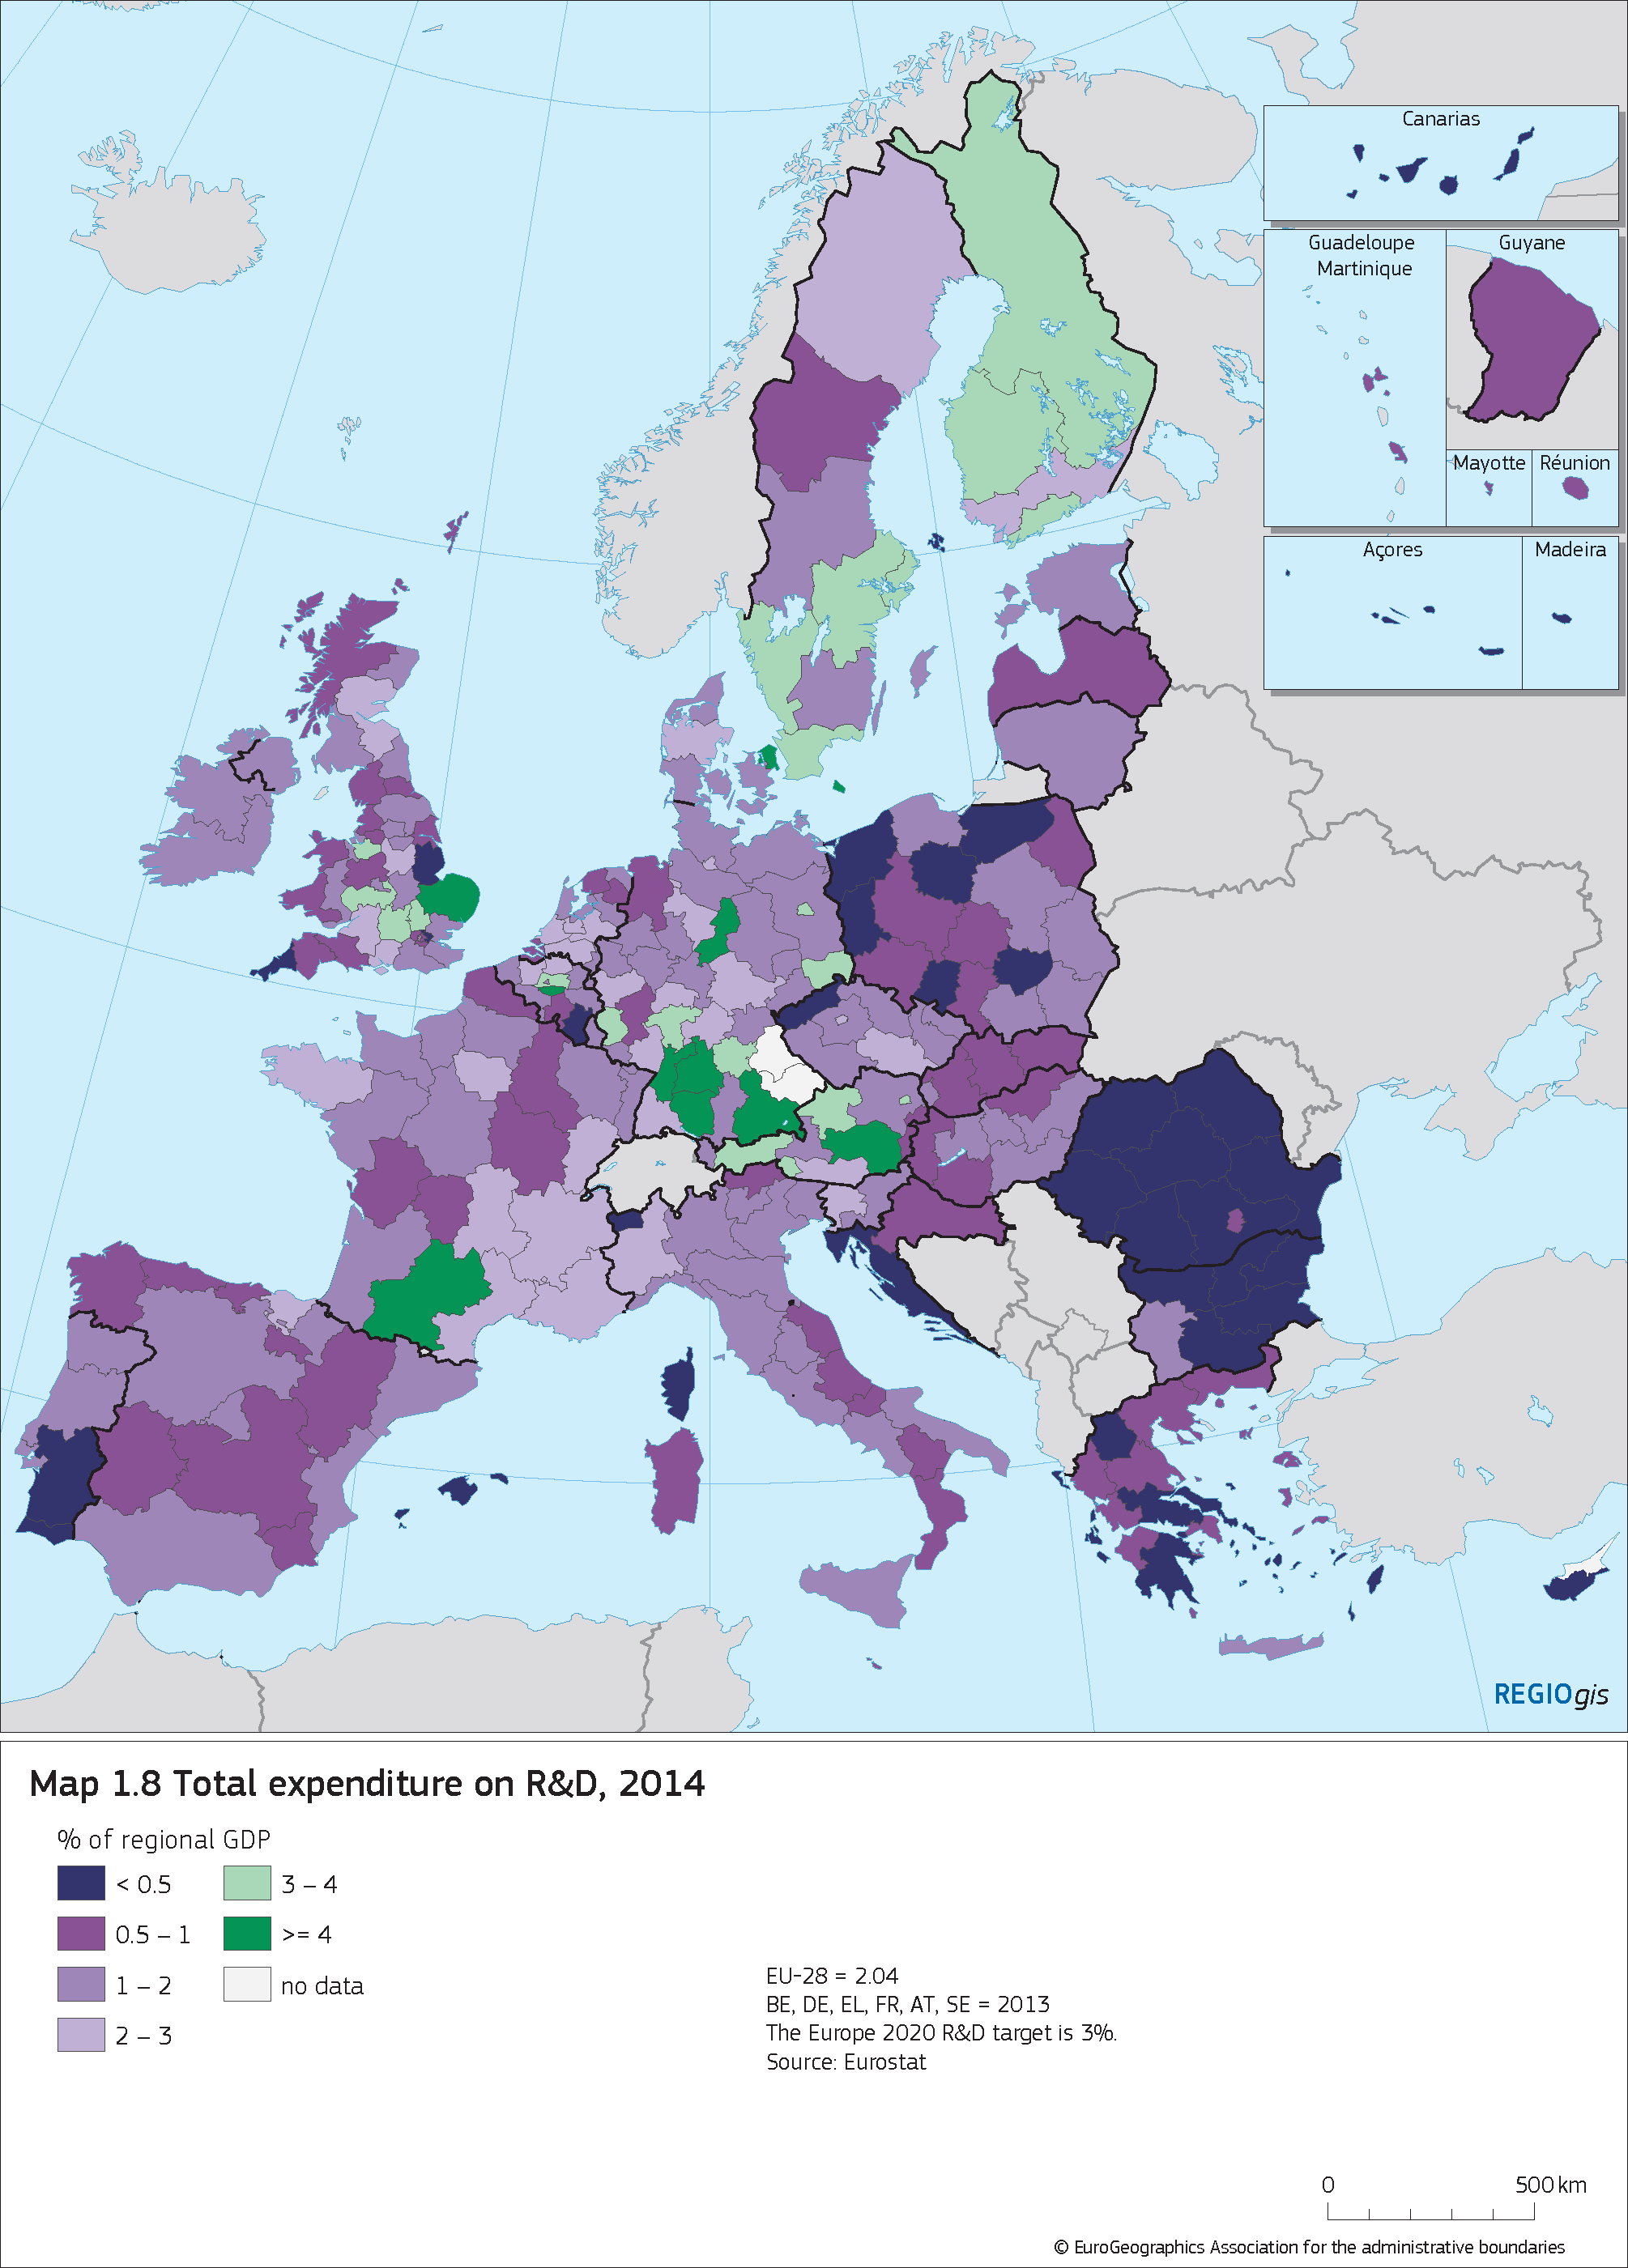 Canarias
Guadeloupe
Martinique
Guyane
Mayotte
Réunion
Açores
Madeira
REGIOgis
Map 1.8 Total expenditure on R&D, 2014
% of regional GDP
< 0.5
0.5 – 1
1 – 2
2 – 3
3 – 4
>= 4
no data
EU-28 = 2.04
BE, DE, EL, FR, AT, SE = 2013
The Europe 2020 R&D target is 3%.
Source: Eurostat
0 500 km
© EuroGeographics Association for the administrative boundaries